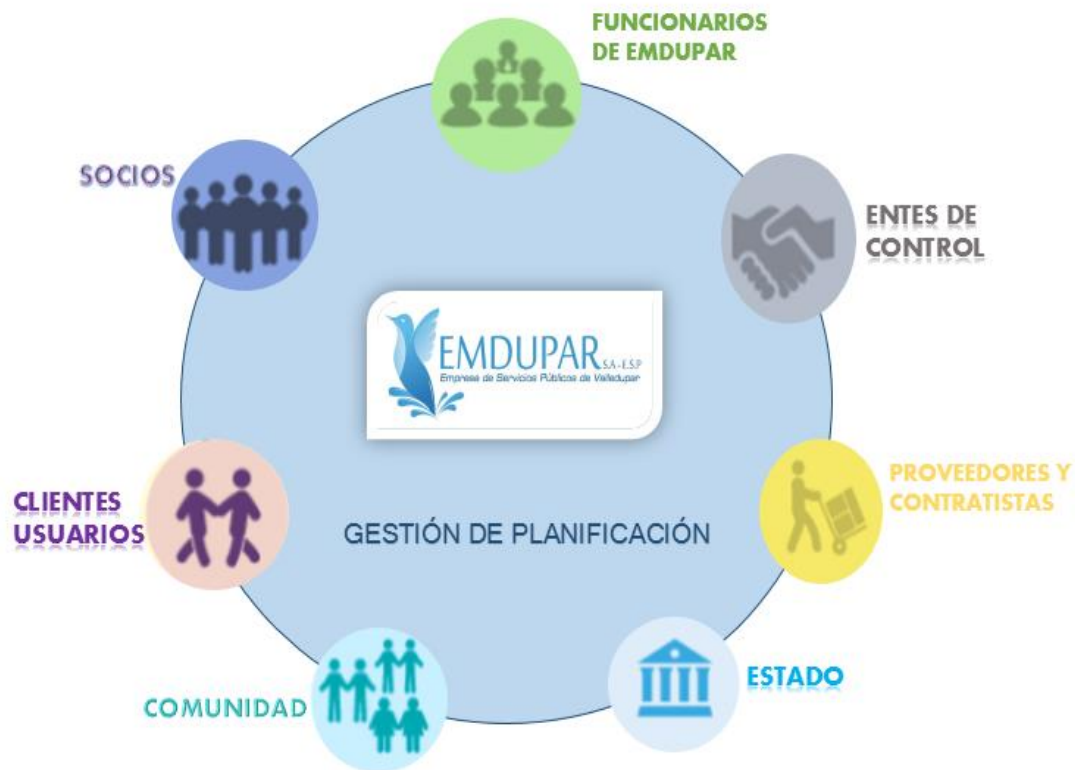 FUNCIONARIOS
DE EMDUPAR
SOCIOS
ENTES DE
CONTROL
EMDUPAR S.A.-E.S.P
Empresa de Servicios Públicos de Valledupar
PROVEEDORES Y
CONTRATISTAS
CLIENTES
USUARIOS
GESTIÓN DE PLANIFICACIÓN
ESTADO
COMUNIDAD